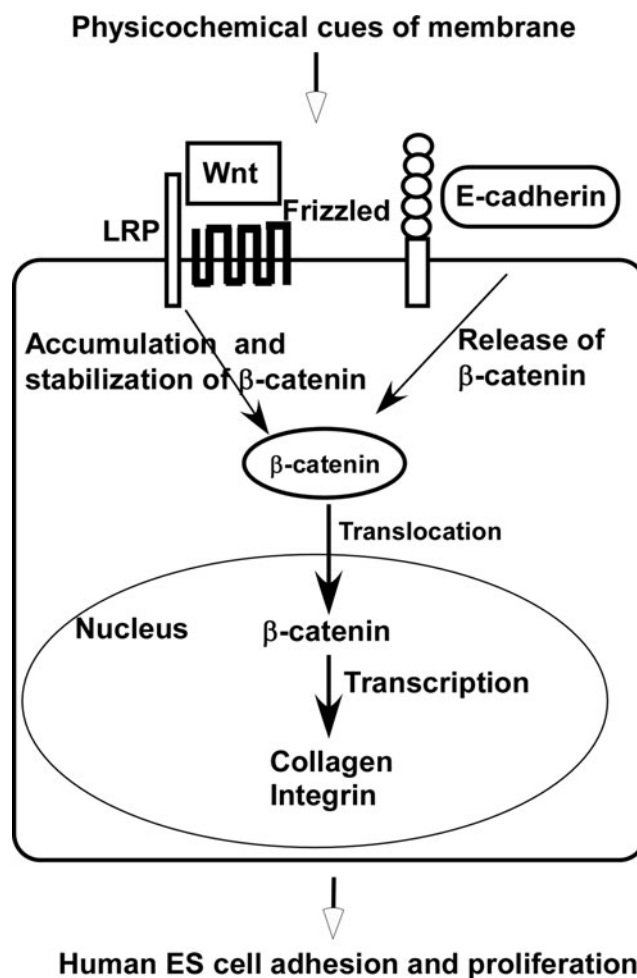 Physicochemical cues of membrane
Wnt
LRP
Frizzled
E-cadherin
Accumulation and
stabilization of β-catenin
Release of
β-catenin
β-catenin
Translocation
Nucleus
β-catenin
Transcription
Collagen
Integrin
Human ES cell adhesion and proliferation